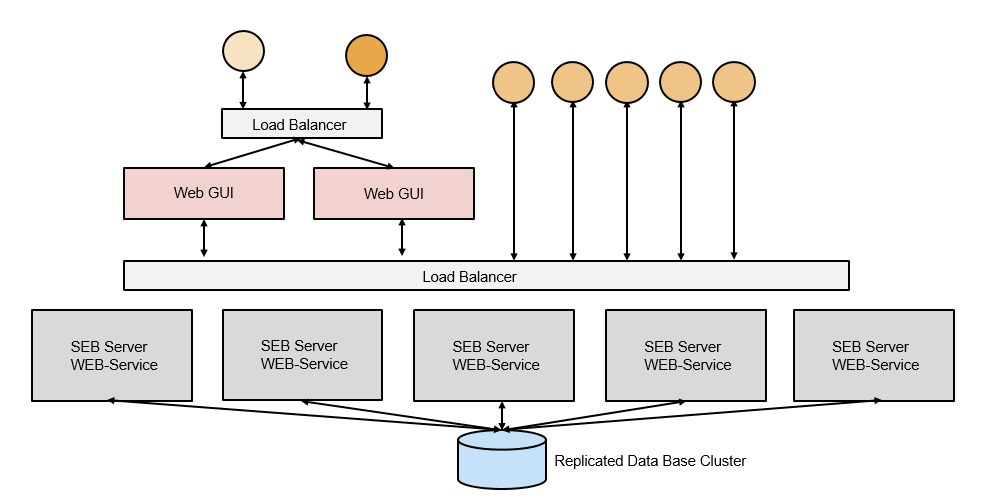 Load Balancer
Web GUI
Web GUI
Load Balancer
SEB Server
WEB-Service
SEB Server
WEB-Service
SEB Server
WEB-Service
SEB Server
WEB-Service
SEB Server
WEB-Service
Replicated Data Base Cluster